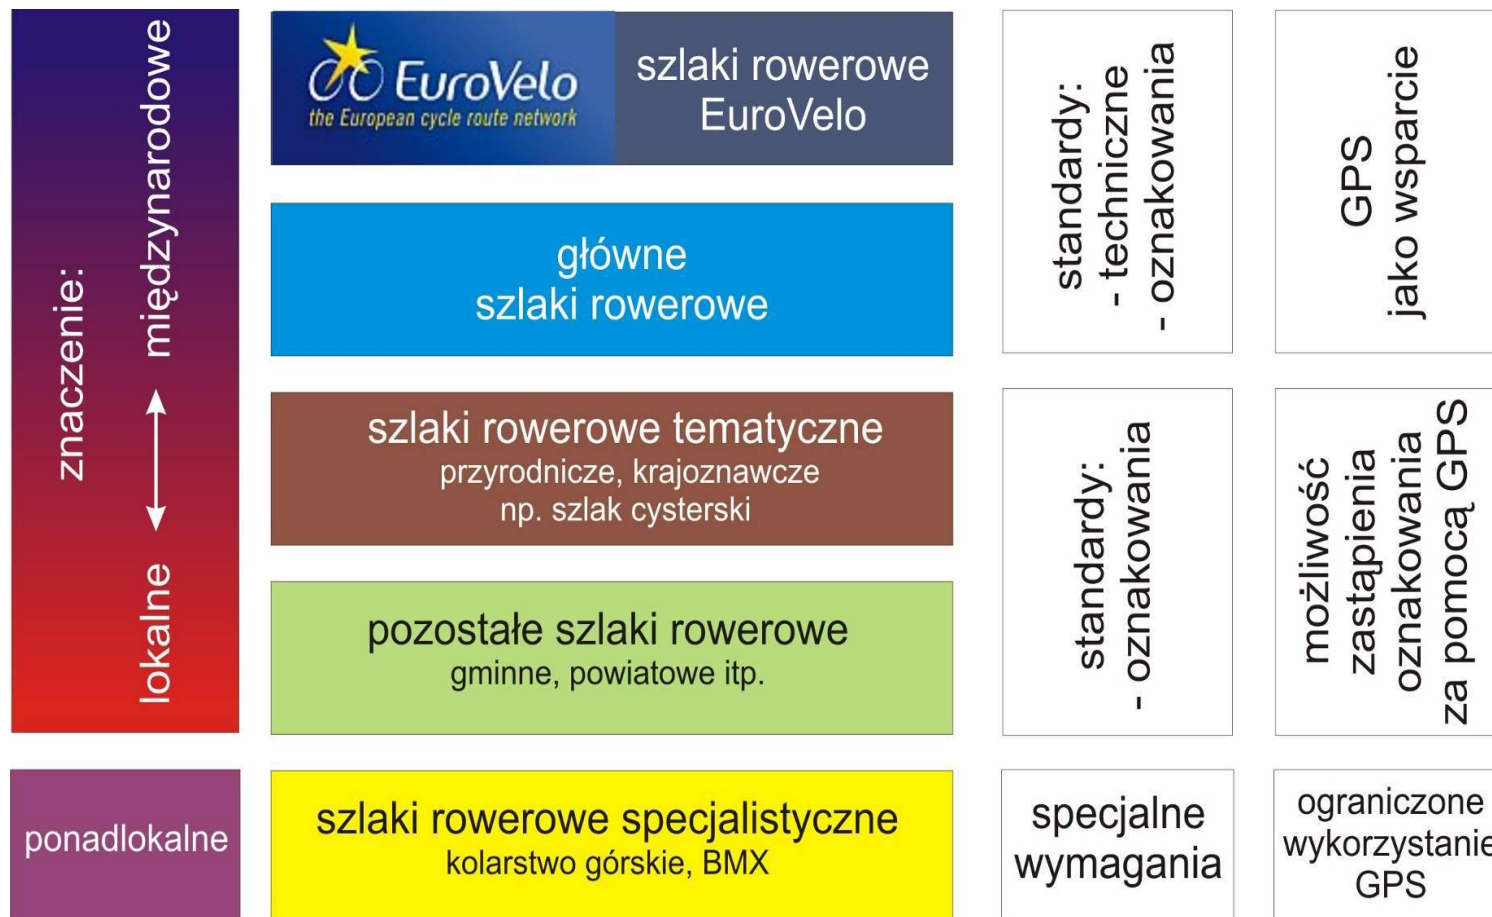 znaczenie:
lokalne ⟷ międzynarodowe
EuroVelo
the European cycle route network
szlaki rowerowe
EuroVelo
standardy:
- techniczne
- oznakowania
GPS
jako wsparcie
główne
szlaki rowerowe
szlaki rowerowe tematyczne
przyrodnicze, krajoznawcze
np. szlak cysterski
standardy:
- oznakowania
możliwość
zastąpienia
oznakowania
za pomocą GPS
pozostałe szlaki rowerowe
gminne, powiatowe itp.
ponadlokalne
szlaki rowerowe specjalistyczne
kolarstwo górskie, BMX
specjalne
wymagania
ograniczone
wykorzystanie
GPS